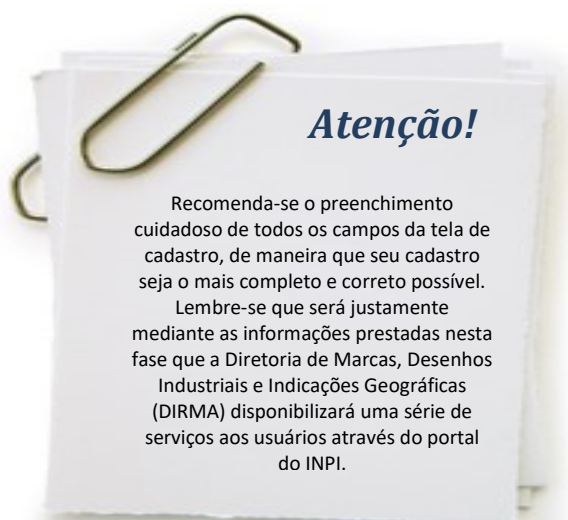 Atenção!
Recomenda-se o preenchimento
cuidadoso de todos os campos da tela de
cadastro, de maneira que seu cadastro
seja o mais completo e correto possível.
Lembre-se que será justamente
mediante as informações prestadas nesta
fase que a Diretoria de Marcas, Desenhos
Industriais e Indicações Geográficas
(DIRMA) disponibilizará uma série de
serviços aos usuários através do portal
do INPI.